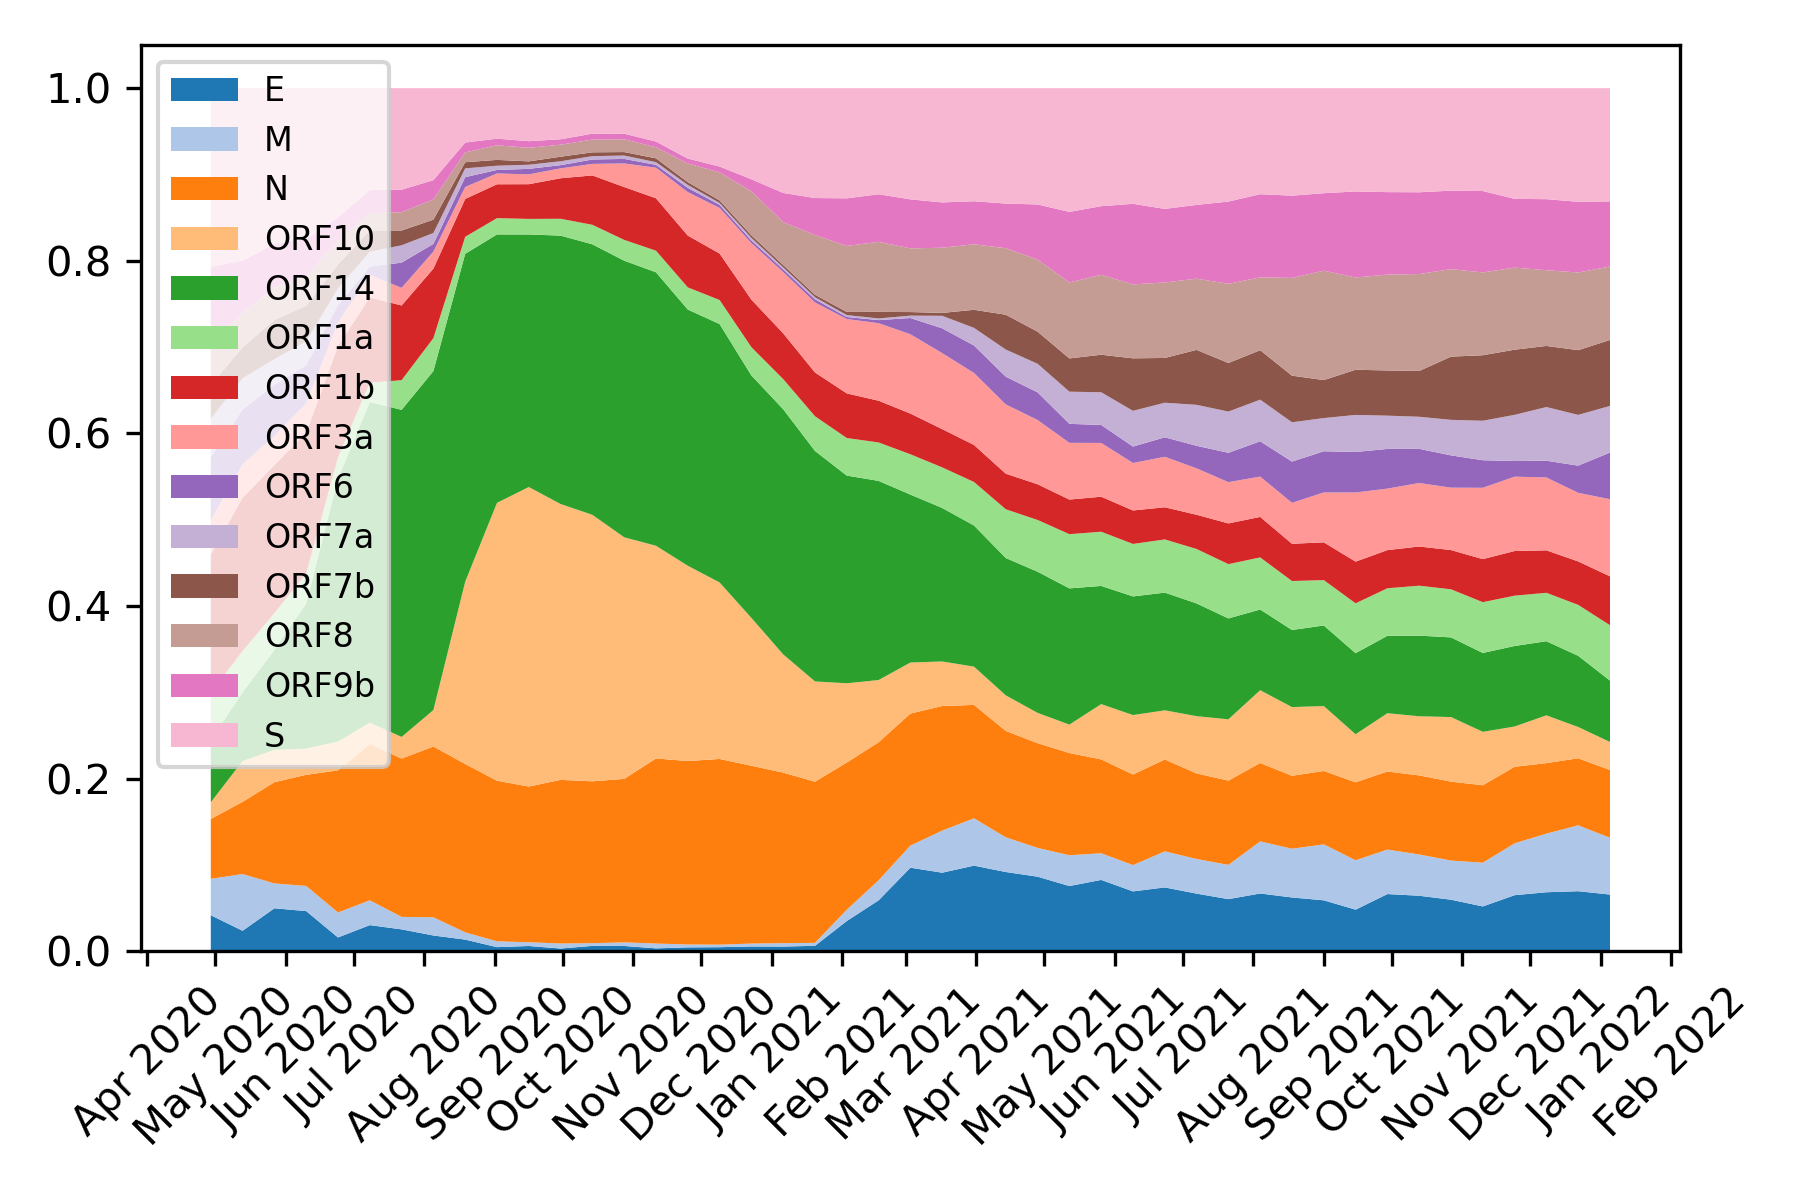 1.0
0.8
0.6
0.4
0.2
0.0
E
M
N
ORF10
ORF14
ORF1a
ORF1b
ORF3a
ORF6
ORF7a
ORF7b
ORF8
ORF9b
S
Apr 2020
May 2020
Jun 2020
Jul 2020
Aug 2020
Sep 2020
Oct 2020
Nov 2020
Dec 2020
Jan 2021
Feb 2021
Mar 2021
Apr 2021
May 2021
Jun 2021
Jul 2021
Aug 2021
Sep 2021
Oct 2021
Nov 2021
Dec 2021
Jan 2022
Feb 2022